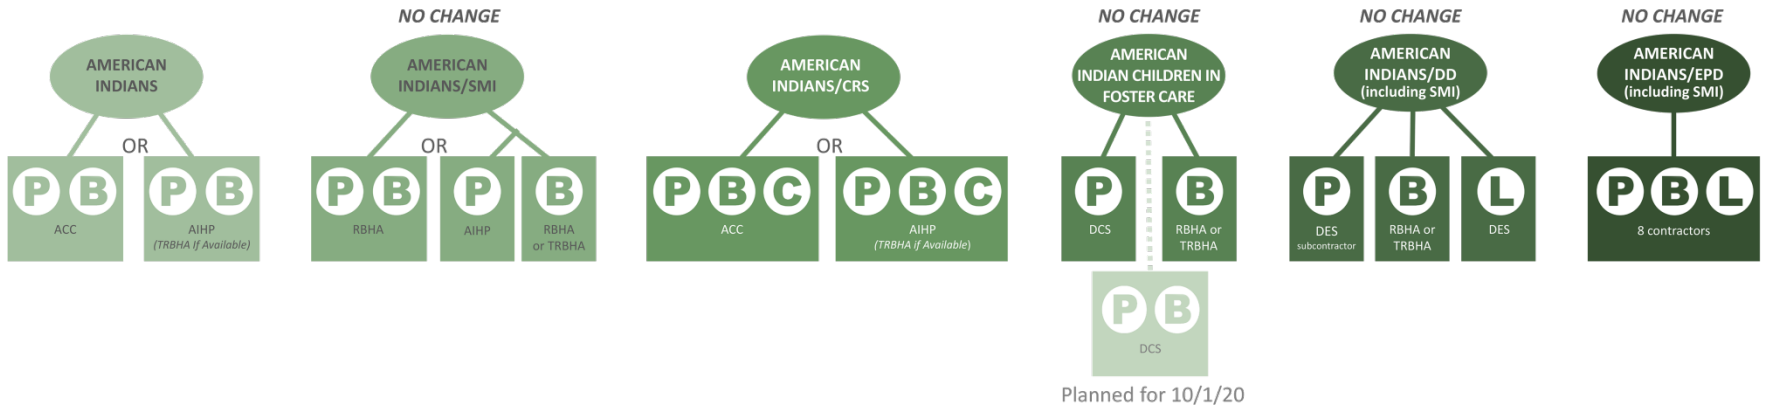 AMERICAN
INDIANS
OR
P B
ACC
P B
AIHP
(TRBHA If Available)
NO CHANGE
AMERICAN
INDIANS/SMI
OR
P B
RBHA
P
AIHP
B
RBHA
or TRBHA
AMERICAN
INDIANS/CRS
OR
P B C
ACC
P B C
AIHP
(TRBHA if Available)
NO CHANGE
AMERICAN
INDIAN CHILDREN IN
FOSTER CARE
P
DCS
B
RBHA or
TRBHA
P B
DCS
Planned for 10/1/20
NO CHANGE
AMERICAN
INDIANS/DD
(including SMI)
P
DES
subcontractor
B
RBHA or
TRBHA
L
DES
NO CHANGE
AMERICAN
INDIANS/EPD
(including SMI)
P B L
8 contractors